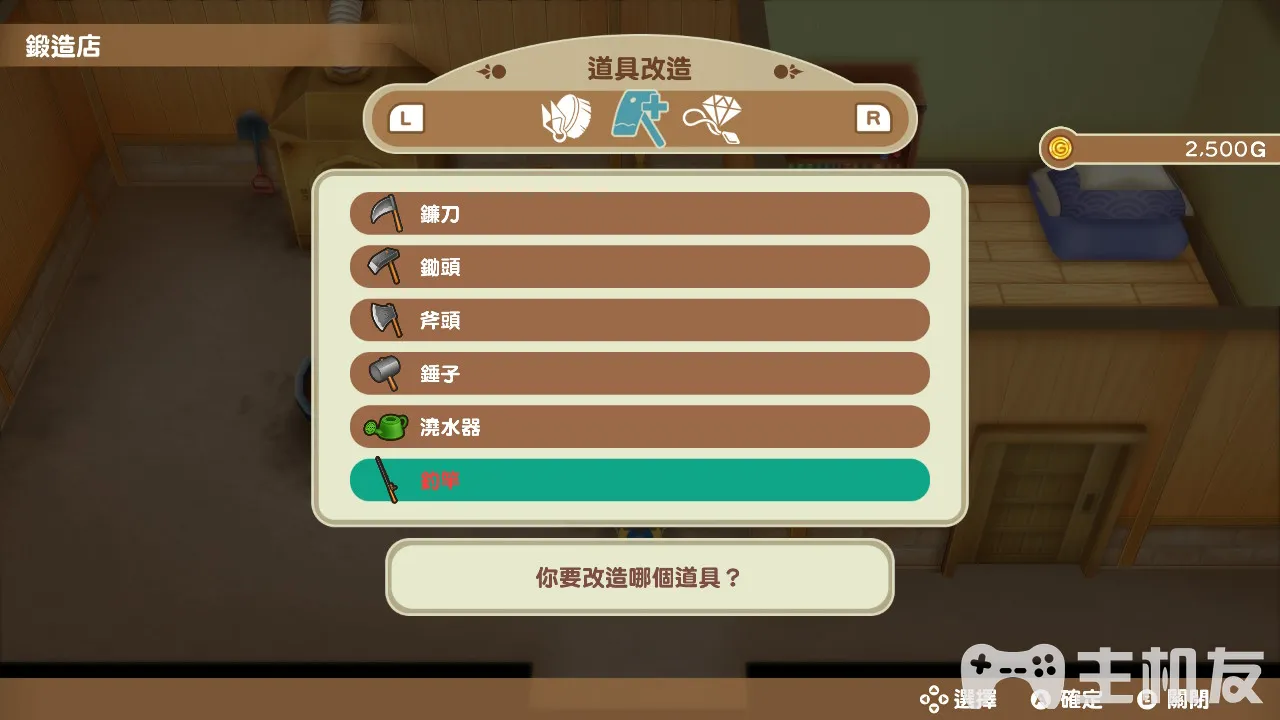 鍛造店
道具改造
L
R
2,500G
鐮刀
鋤頭
斧頭
錘子
澆水器
釣竿
你要改造哪個道具？
選擇
A 確定
B 關閉
主机友